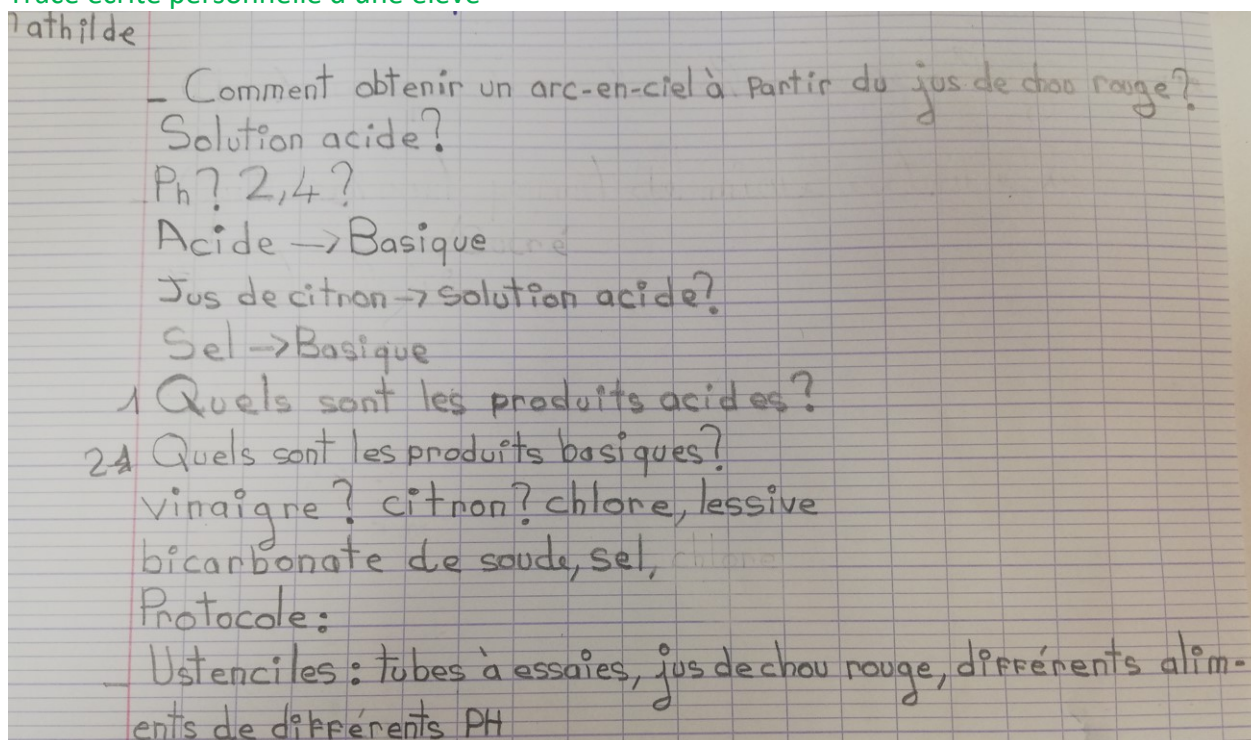 Trace écrite personnelle d'une élève
Mathilde
- Comment obtenir un arc-en-ciel à partir du jus de chou rouge?
Solution acide?
Ph? 2,4?
Acide -> Basique
Jus de citron -> solution acide?
Sel -> Basique
1 Quels sont les produits acides?
2 Quels sont les produits basiques?
vinaigre? citron? chlore, lessive
bicarbonate de soude, sel,
Protocole:
- Ustenciles: tubes à essaies, jus de chou rouge, différents alim-
ents de différents PH